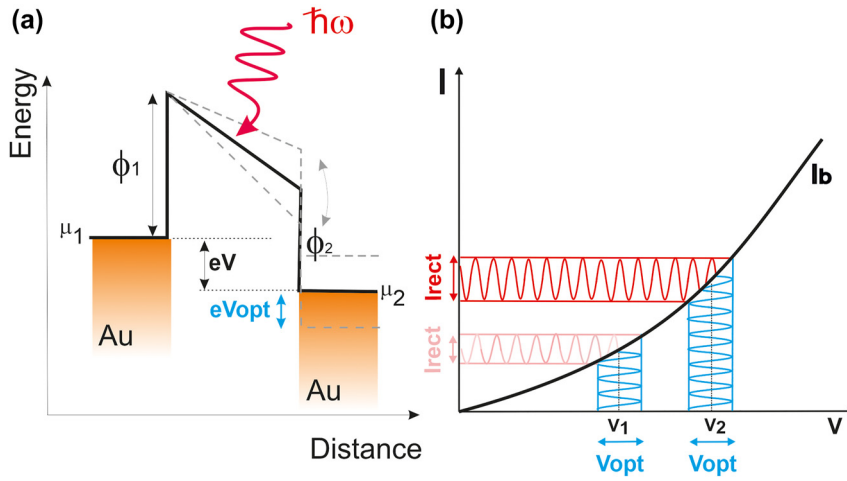 (a)
ħω
Energy
ϕ1
μ1
eV
ϕ2
μ2
eVopt
Au
Au
Distance
(b)
I
Ib
Irect
Irect
V1
V2
V
Vopt
Vopt